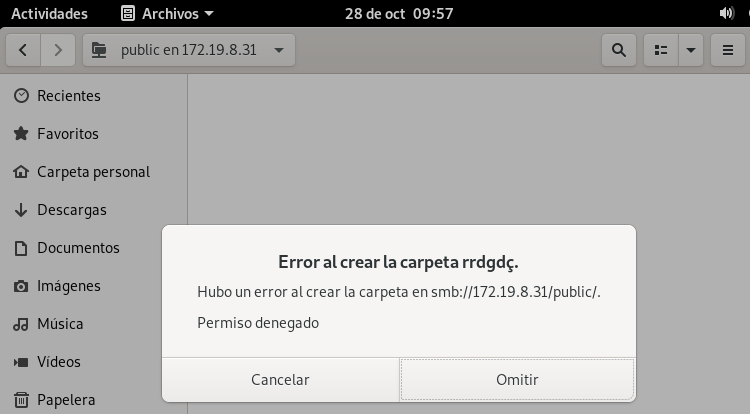 Actividades Archivos 28 de oct 09:57
public en 172.19.8.31
Recientes
Favoritos
Carpeta personal
Descargas
Documentos
Imágenes
Música
Vídeos
Papelera
Error al crear la carpeta rrdgdç.
Hubo un error al crear la carpeta en smb://172.19.8.31/public/.
Permiso denegado
Cancelar Omitir